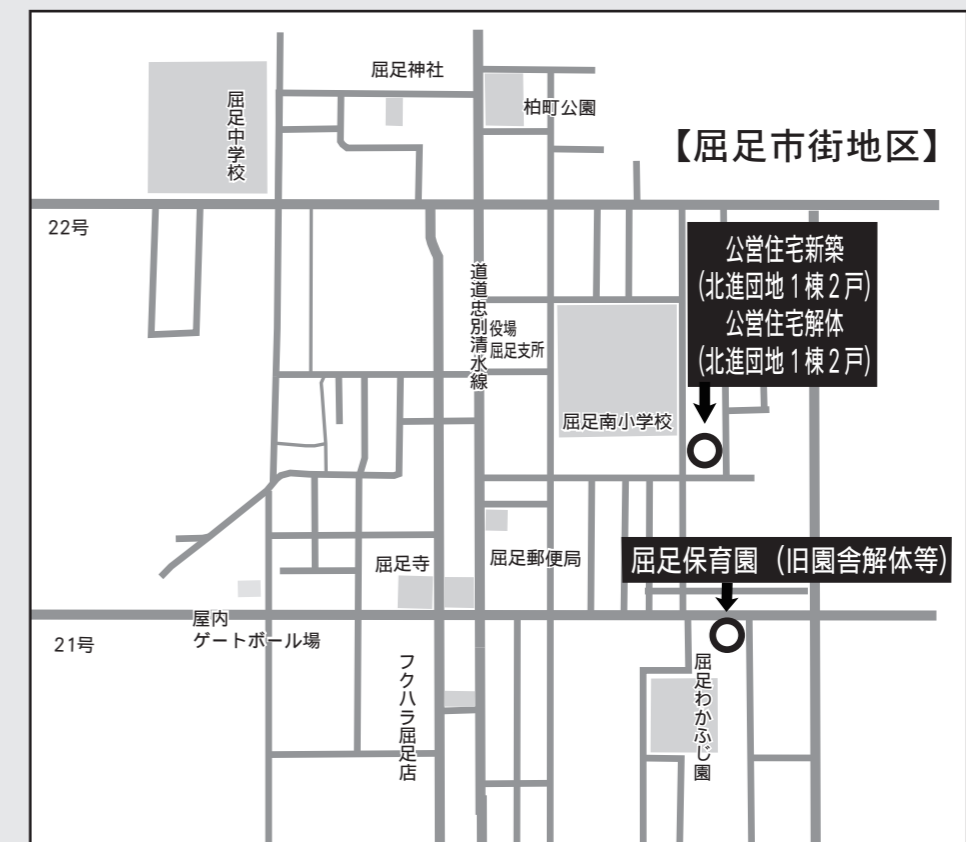 屈足神社
柏町公園
屈足中学校
【屈足市街地区】
22号
公営住宅新築
(北進団地1棟2戸)
公営住宅解体
(北進団地1棟2戸)
道道忠別清水線
役場
屈足支所
屈足南小学校
屈足寺
屈足郵便局
屈足保育園（旧園舎解体等）
屋内
ゲートボール場
21号
フクハラ屈足店
屈足わかふじ園